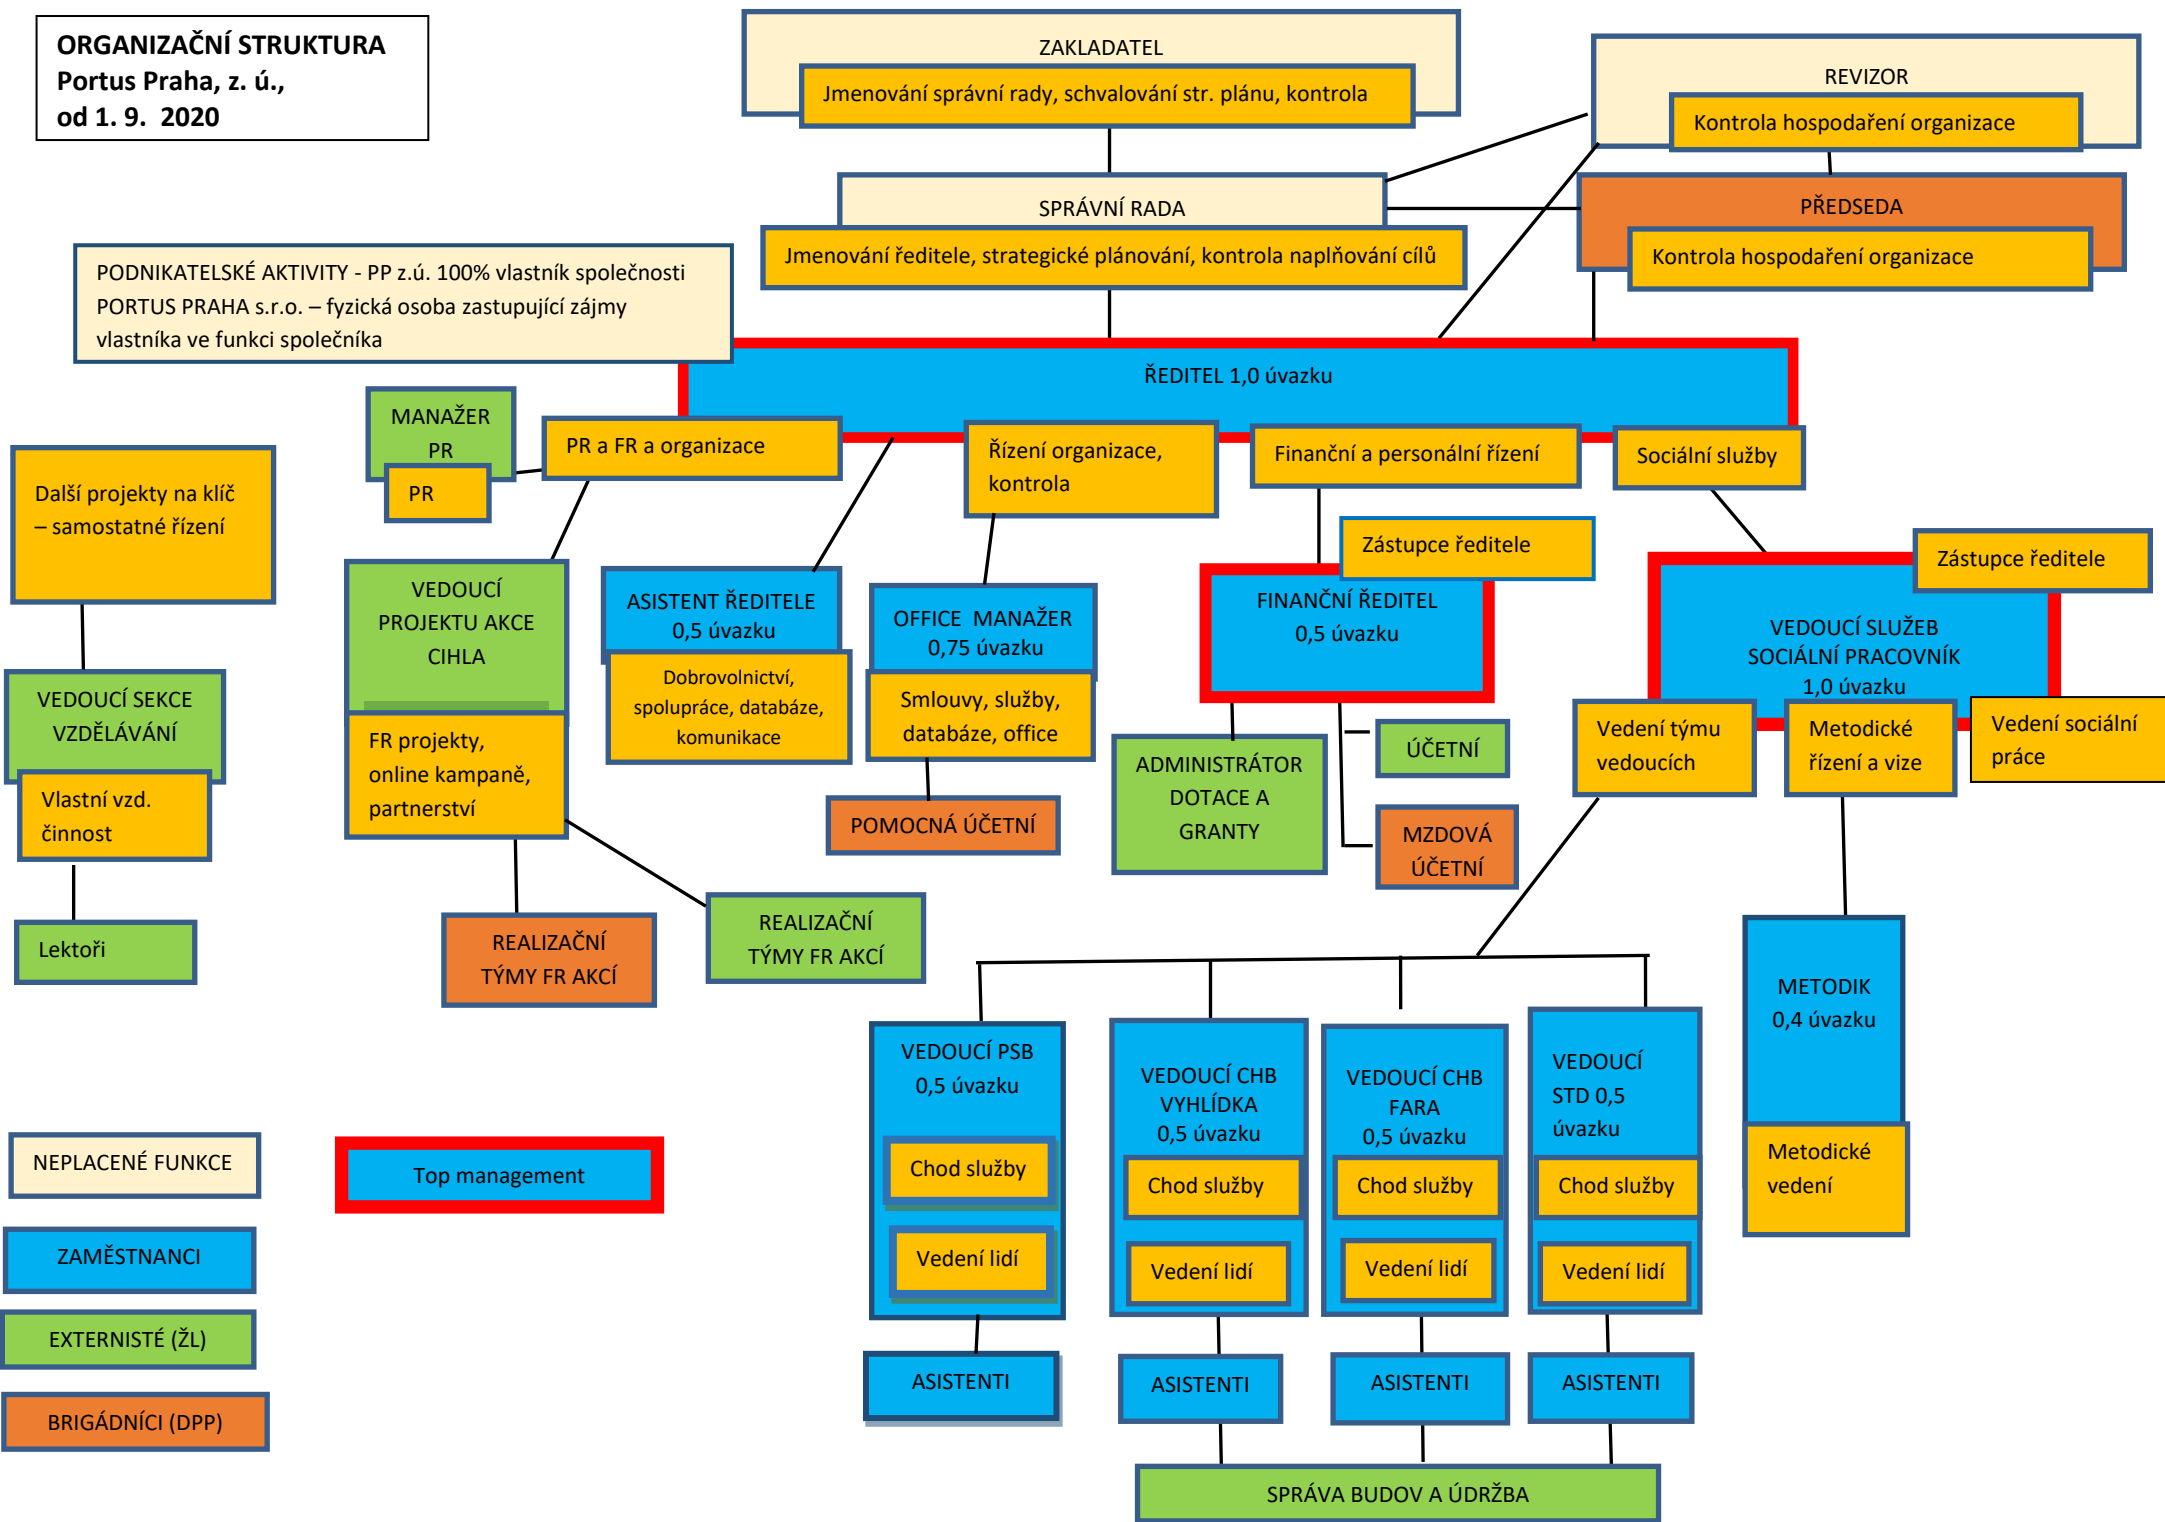 ORGANIZAČNÍ STRUKTURA
Portus Praha, z. ú.,
od 1. 9.  2020
ZAKLADATEL
Jmenování správní rady, schvalování str. plánu, kontrola
REVIZOR
Kontrola hospodaření organizace
SPRÁVNÍ RADA
Jmenování ředitele, strategické plánování, kontrola naplňování cílů
PŘEDSEDA
Kontrola hospodaření organizace
PODNIKATELSKÉ AKTIVITY - PP z.ú. 100% vlastník společnosti
PORTUS PRAHA s.r.o. – fyzická osoba zastupující zájmy
vlastníka ve funkci společníka
ŘEDITEL 1,0 úvazku
MANAŽER
PR
PR
PR a FR a organizace
Řízení organizace,
kontrola
Finanční a personální řízení
Sociální služby
Další projekty na klíč
– samostatné řízení
VEDOUCÍ
PROJEKTU AKCE
CIHLA
FR projekty,
online kampaně,
partnerství
ASISTENT ŘEDITELE
0,5 úvazku
Dobrovolnictví,
spolupráce, databáze,
komunikace
OFFICE  MANAŽER
0,75 úvazku
Smlouvy, služby,
databáze, office
Zástupce ředitele
FINANČNÍ ŘEDITEL
0,5 úvazku
Zástupce ředitele
VEDOUCÍ SLUŽEB
SOCIÁLNÍ PRACOVNÍK
1,0 úvazku
Vedení týmu
vedoucích
Metodické
řízení a vize
Vedení sociální
práce
VEDOUCÍ SEKCE
VZDĚLÁVÁNÍ
Vlastní vzd.
činnost
Lektoři
POMOCNÁ ÚČETNÍ
ADMINISTRÁTOR
DOTACE A
GRANTY
ÚČETNÍ
MZDOVÁ
ÚČETNÍ
REALIZAČNÍ
TÝMY FR AKCÍ
REALIZAČNÍ
TÝMY FR AKCÍ
VEDOUCÍ PSB
0,5 úvazku
Chod služby
Vedení lidí
ASISTENTI
VEDOUCÍ CHB
VYHLÍDKA
0,5 úvazku
Chod služby
Vedení lidí
ASISTENTI
VEDOUCÍ CHB
FARA
0,5 úvazku
Chod služby
Vedení lidí
ASISTENTI
VEDOUCÍ
STD 0,5
úvazku
Chod služby
Vedení lidí
ASISTENTI
METODIK
0,4 úvazku
Metodické
vedení
SPRÁVA BUDOV A ÚDRŽBA
NEPLACENÉ FUNKCE
Top management
ZAMĚSTNANCI
EXTERNISTÉ (ŽL)
BRIGÁDNÍCI (DPP)